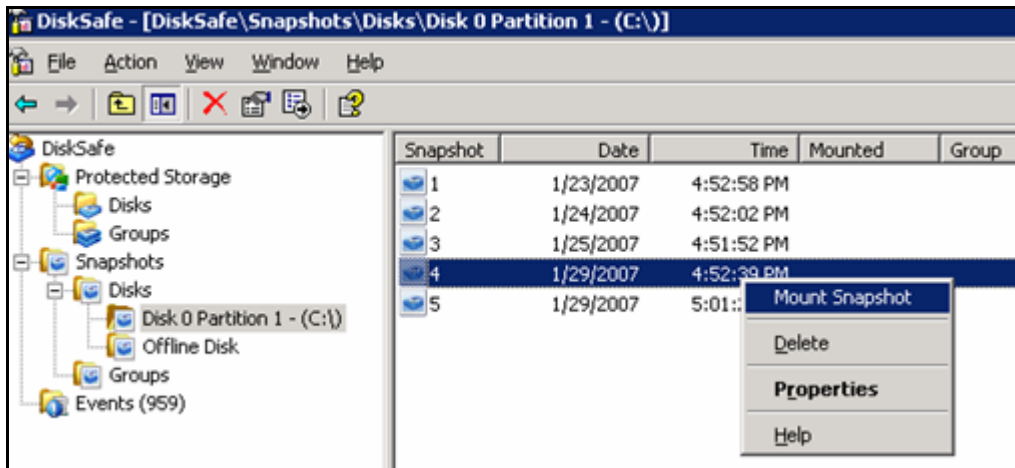 DiskSafe - [DiskSafe\Snapshots\Disks\Disk 0 Partition 1 - (C:\)]
File Action View Window Help
DiskSafe
Protected Storage
Disks
Groups
Snapshots
Disks
Disk 0 Partition 1 - (C:\)
Offline Disk
Groups
Events (959)
Snapshot Date Time Mounted Group
1 1/23/2007 4:52:58 PM
2 1/24/2007 4:52:02 PM
3 1/25/2007 4:51:52 PM
4 1/29/2007 4:52:39 PM
5 1/29/2007 5:01:
Mount Snapshot
Delete
Properties
Help